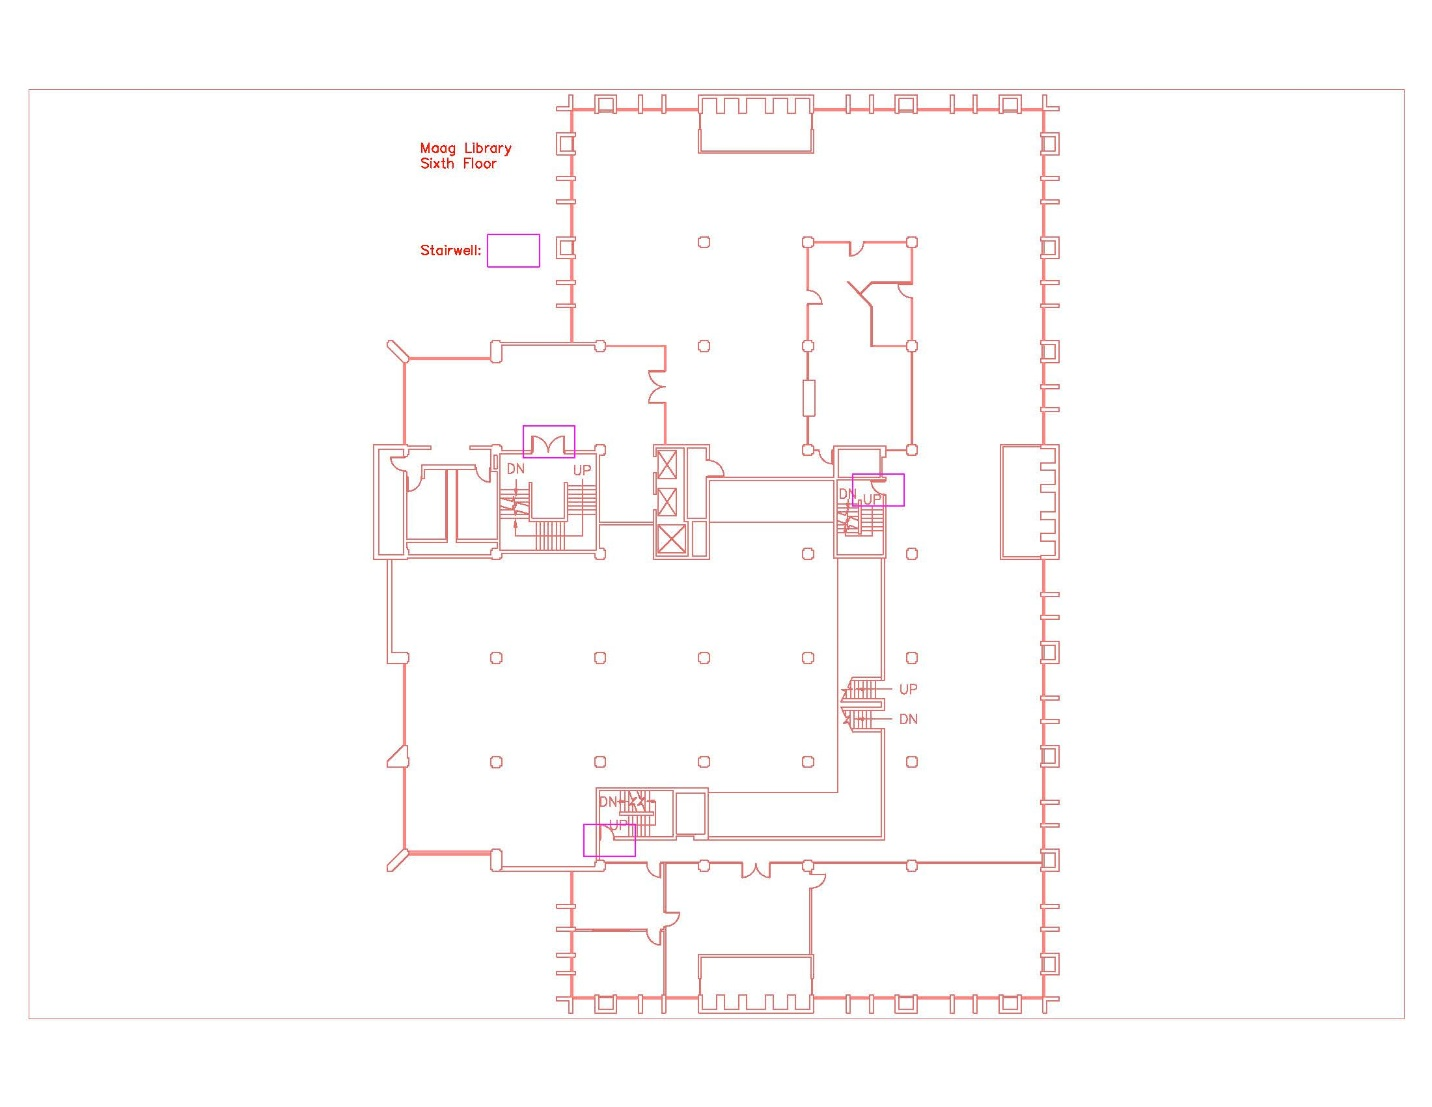 Maag Library
Sixth Floor
Stairwell:
DN UP
DN UP
UP
DN
DN
UP